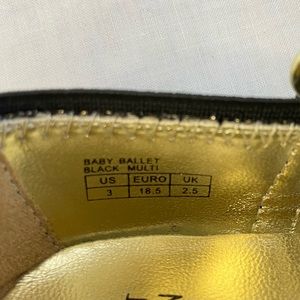 BABY BALLET
BLACK MULTI
US EURO UK
3 18.5 2.5